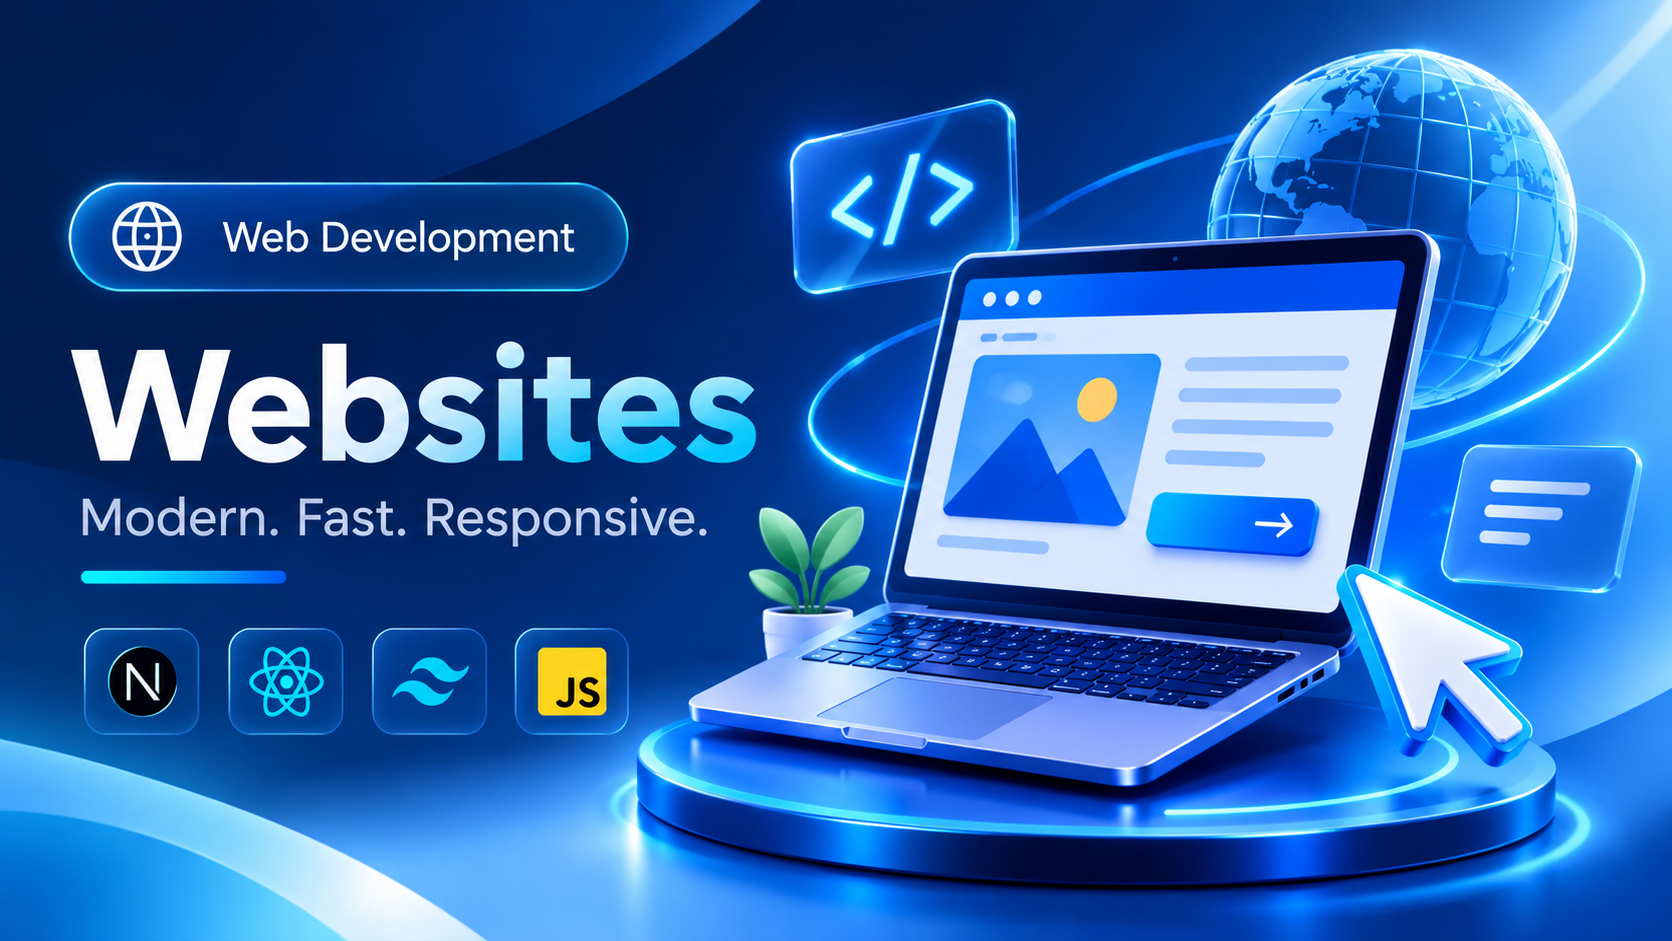 Web Development
Websites
Modern. Fast. Responsive.
N
JS
</>